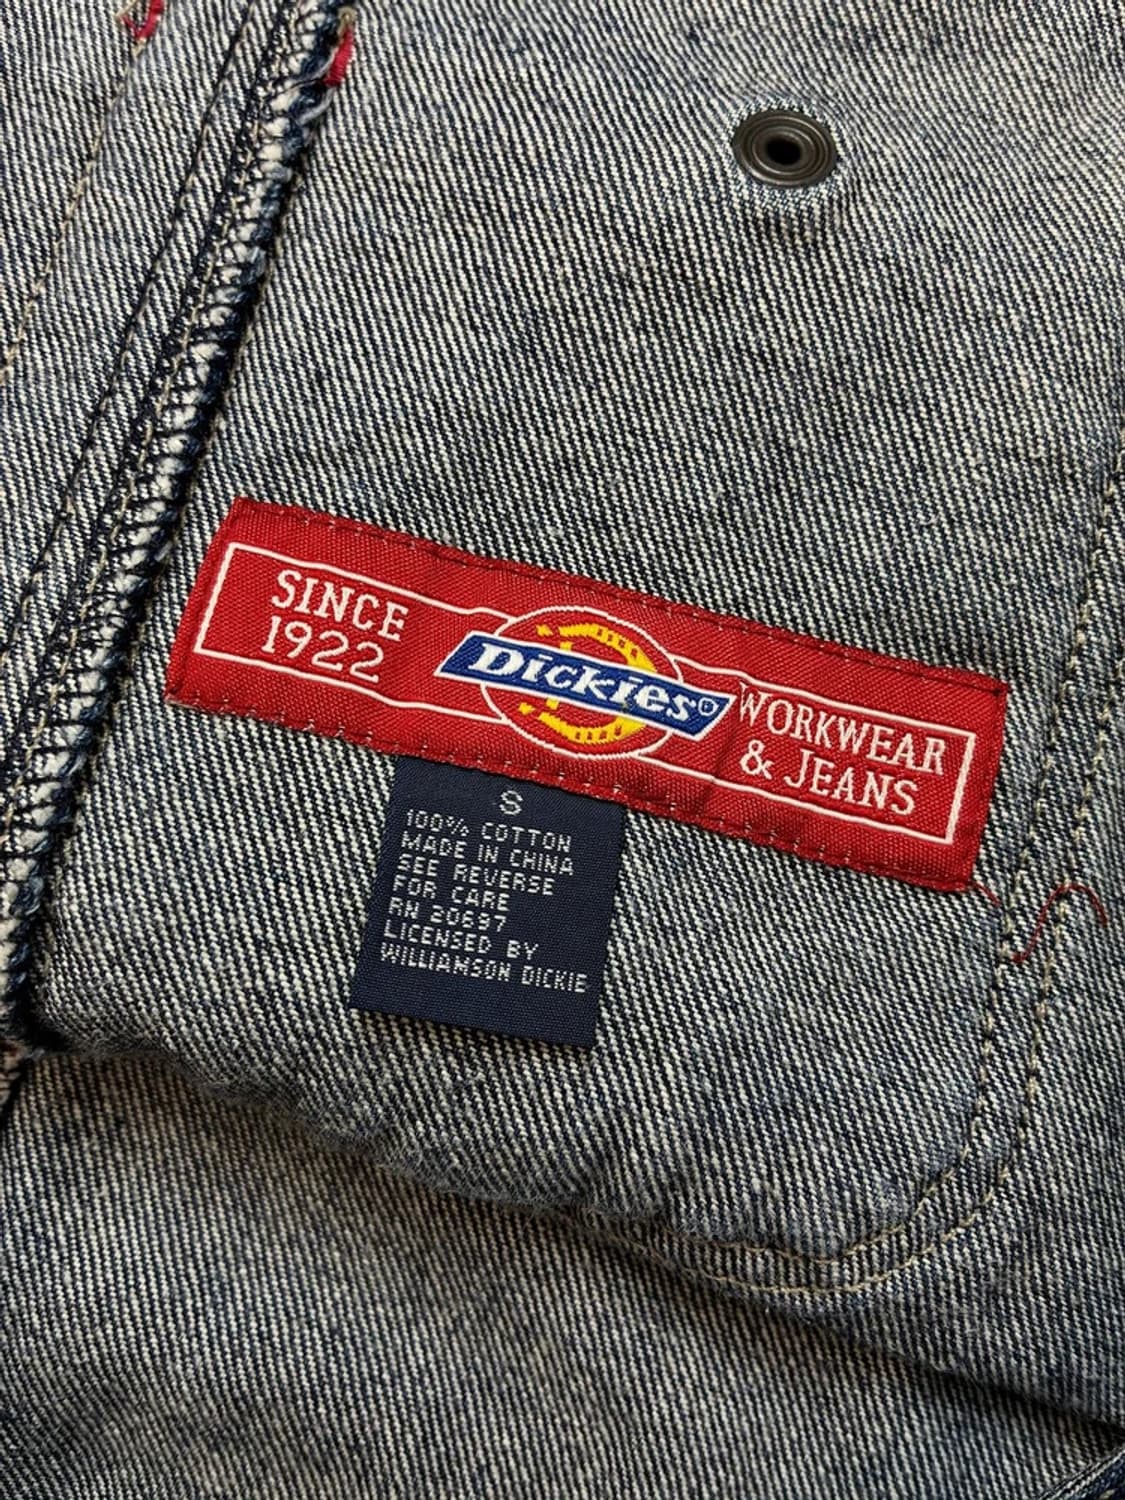 SINCE
1922
Dickies®
WORKWEAR
& JEANS
S
100% COTTON
MADE IN CHINA
SEE REVERSE
FOR CARE
RN 20697
LICENSED BY
WILLIAMSON DICKIE